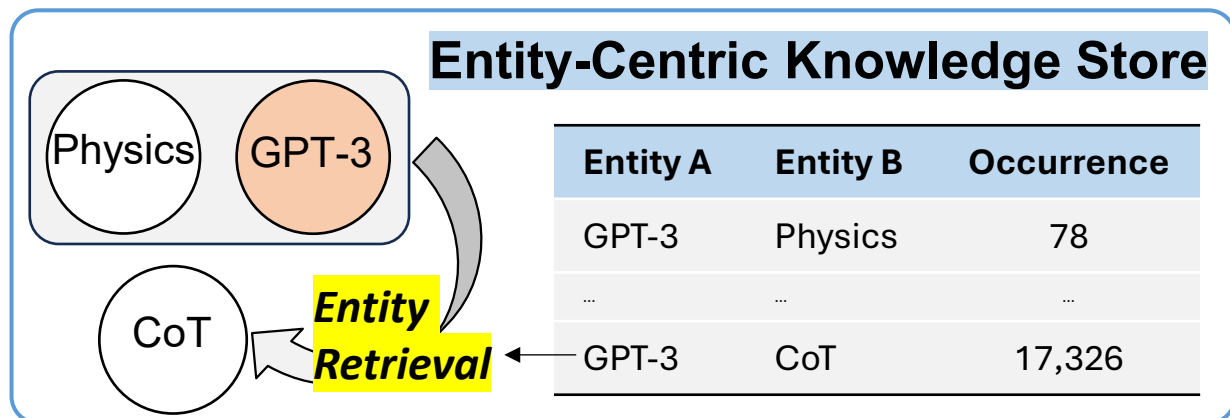 Entity-Centric Knowledge Store
Physics
GPT-3
CoT
Entity
Retrieval
Entity A Entity B Occurrence
GPT-3 Physics 78
... ... ...
GPT-3 CoT 17,326